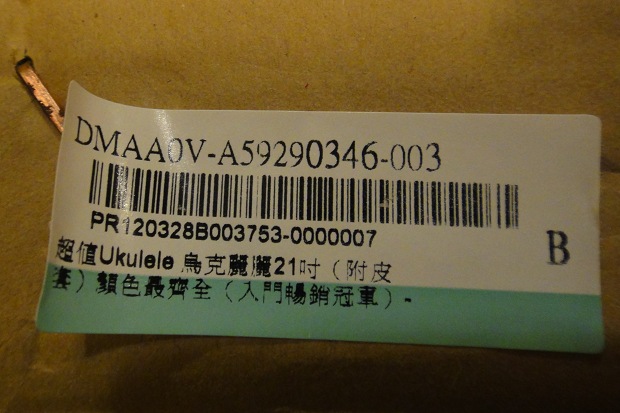 DMAA0V-A59290346-003
PR120328B003753-0000007
B
超值Ukulele 烏克麗麗21吋（附皮
套）顏色最齊全（入門暢銷冠軍）-